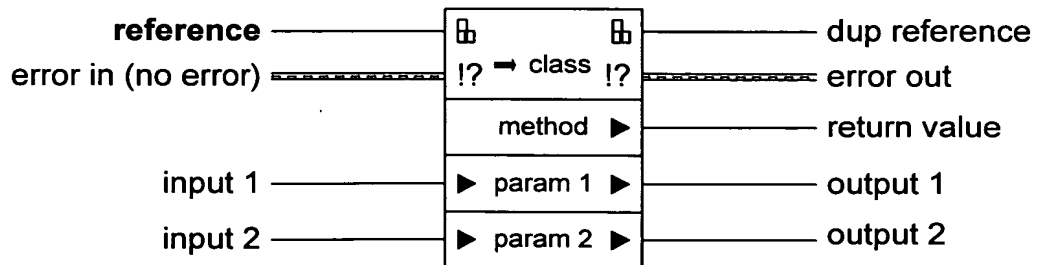 reference dup reference
error in (no error) !? class !? error out
method return value
input 1 param 1 output 1
input 2 param 2 output 2